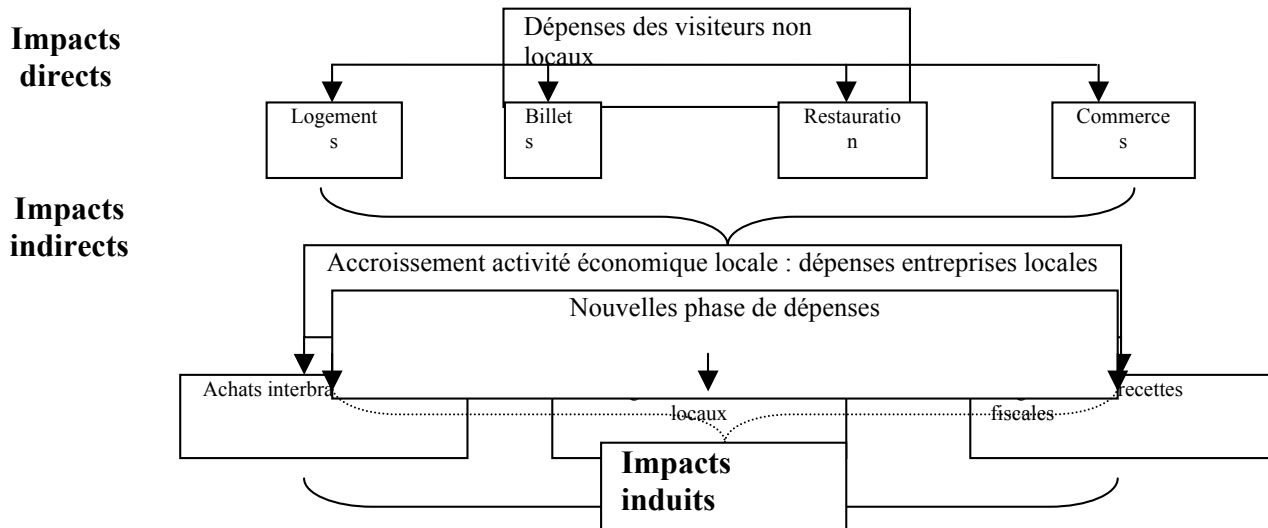 Impacts
directs
Dépenses des visiteurs non
locaux
Logement
s
Billet
s
Restauratio
n
Commerce
s
Impacts
indirects
Accroissement activité économique locale : dépenses entreprises locales
Nouvelles phase de dépenses
Achats
locaux
recettes
fiscales
Impacts
induits